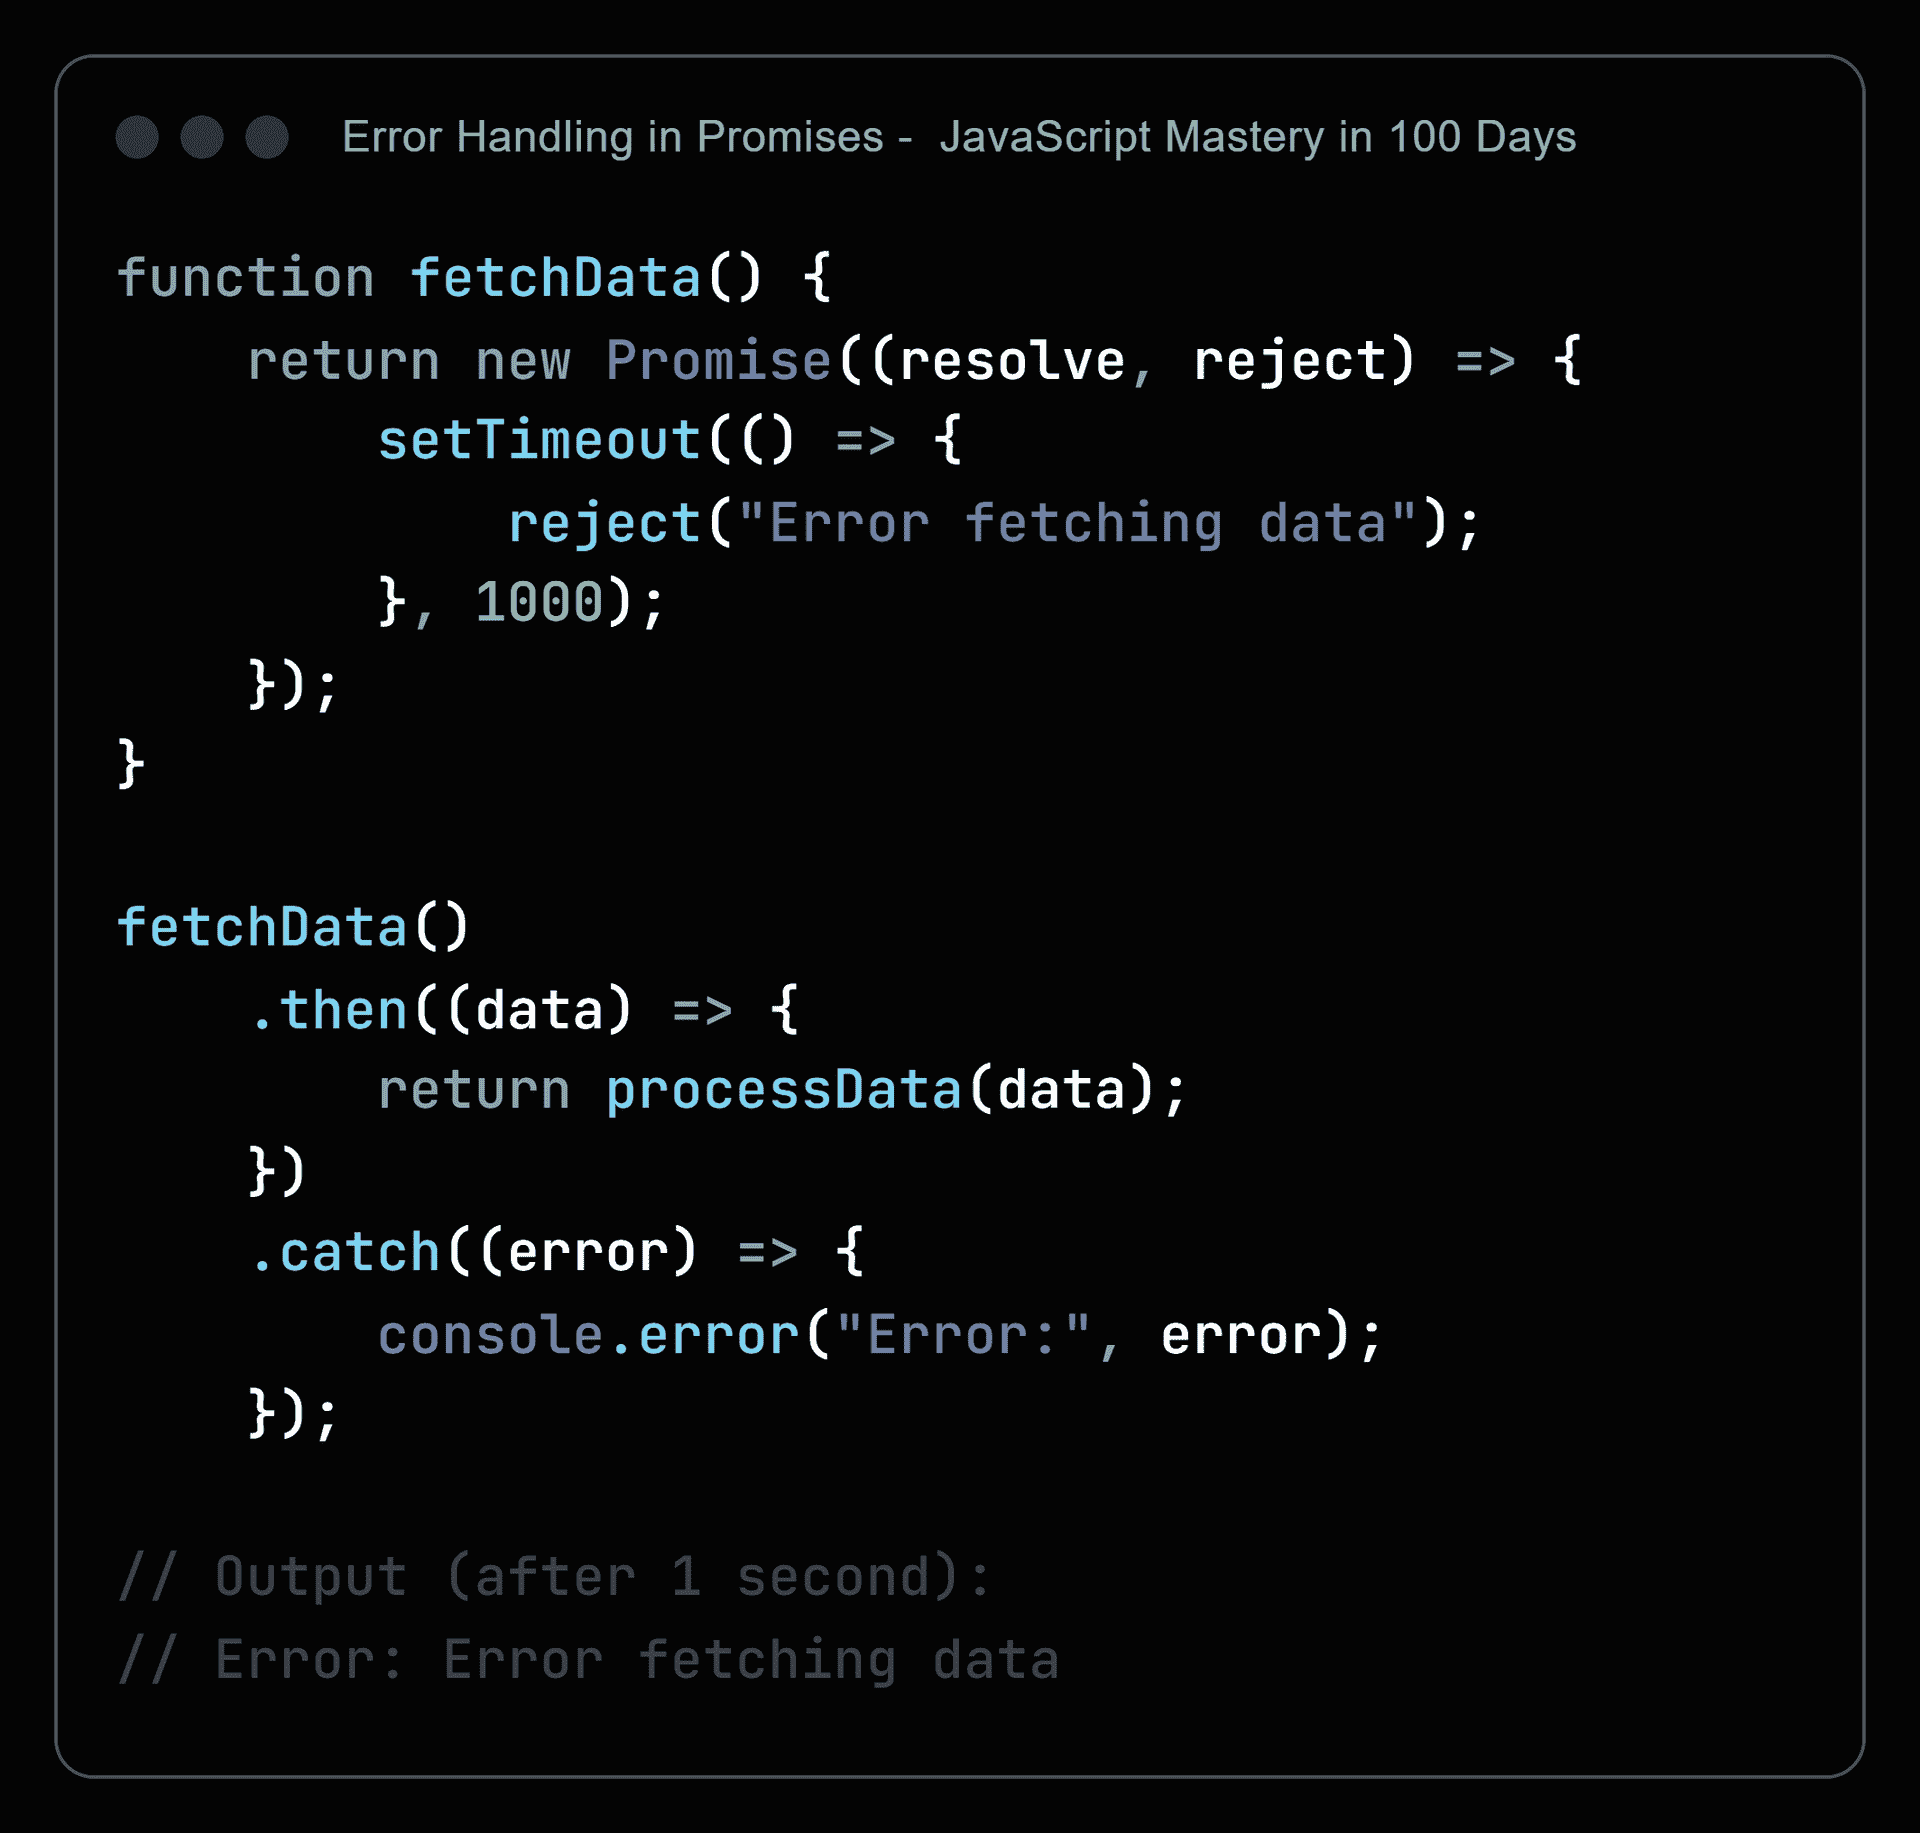 Error Handling in Promises -  JavaScript Mastery in 100 Days
function fetchData() {
    return new Promise((resolve, reject) => {
        setTimeout(() => {
            reject("Error fetching data");
        }, 1000);
    });
}
fetchData()
    .then((data) => {
        return processData(data);
    })
    .catch((error) => {
        console.error("Error:", error);
    });
// Output (after 1 second):
// Error: Error fetching data